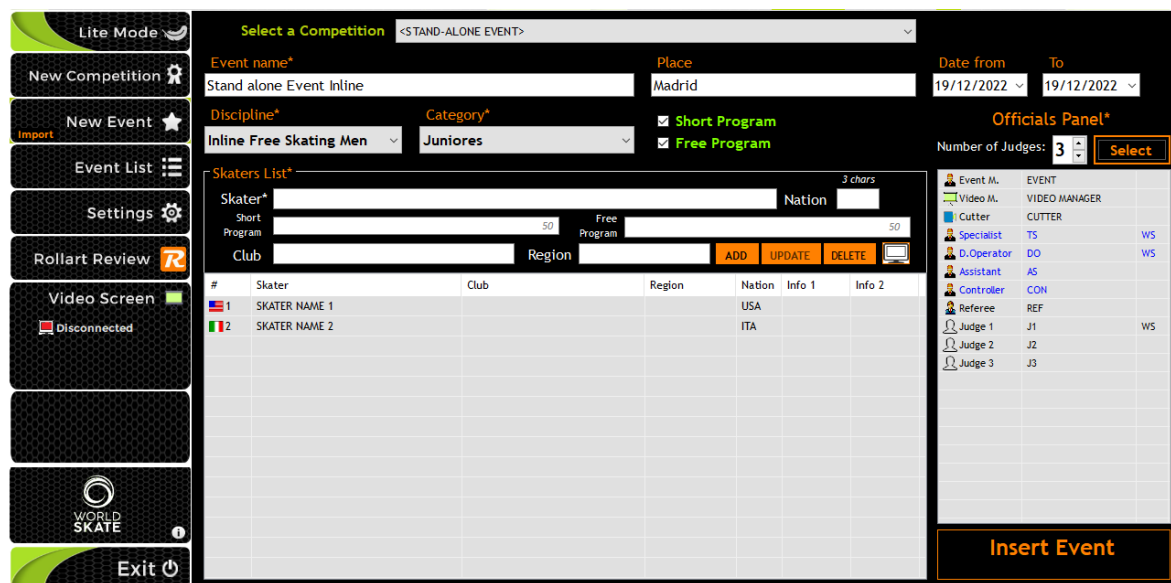 Lite Mode
New Competition
New Event
Import
Event List
Settings
Rollart Review R
Video Screen
Disconnected
WORLD
SKATE
i
Exit
Select a Competition <STAND-ALONE EVENT>
Event name* Place Date from To
Stand alone Event Inline Madrid 19/12/2022 19/12/2022
Discipline* Category*
Inline Free Skating Men Juniores
Short Program
Free Program
Officials Panel*
Number of Judges: 3 Select
Skaters List*
3 chars
Skater* Nation
Short Program 50 Free Program 50
Club Region ADD UPDATE DELETE
# Skater Club Region Nation Info 1 Info 2
1 SKATER NAME 1 USA
2 SKATER NAME 2 ITA
Event M. EVENT
Video M. VIDEO MANAGER
Cutter CUTTER
Specialist TS WS
D.Operator DO WS
Assistant AS
Controller CON
Referee REF
Judge 1 J1 WS
Judge 2 J2
Judge 3 J3
Insert Event